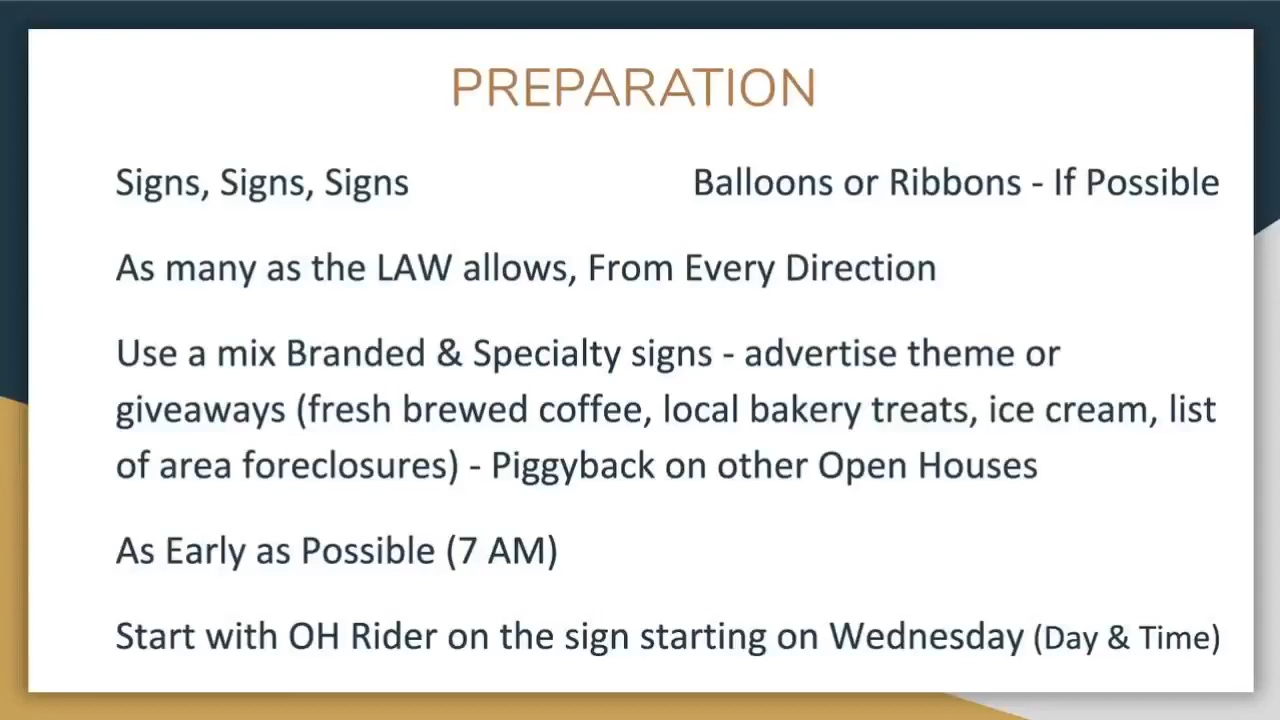 PREPARATION
Signs, Signs, Signs Balloons or Ribbons - If Possible
As many as the LAW allows, From Every Direction
Use a mix Branded & Specialty signs - advertise theme or
giveaways (fresh brewed coffee, local bakery treats, ice cream, list
of area foreclosures) - Piggyback on other Open Houses
As Early as Possible (7 AM)
Start with OH Rider on the sign starting on Wednesday (Day & Time)